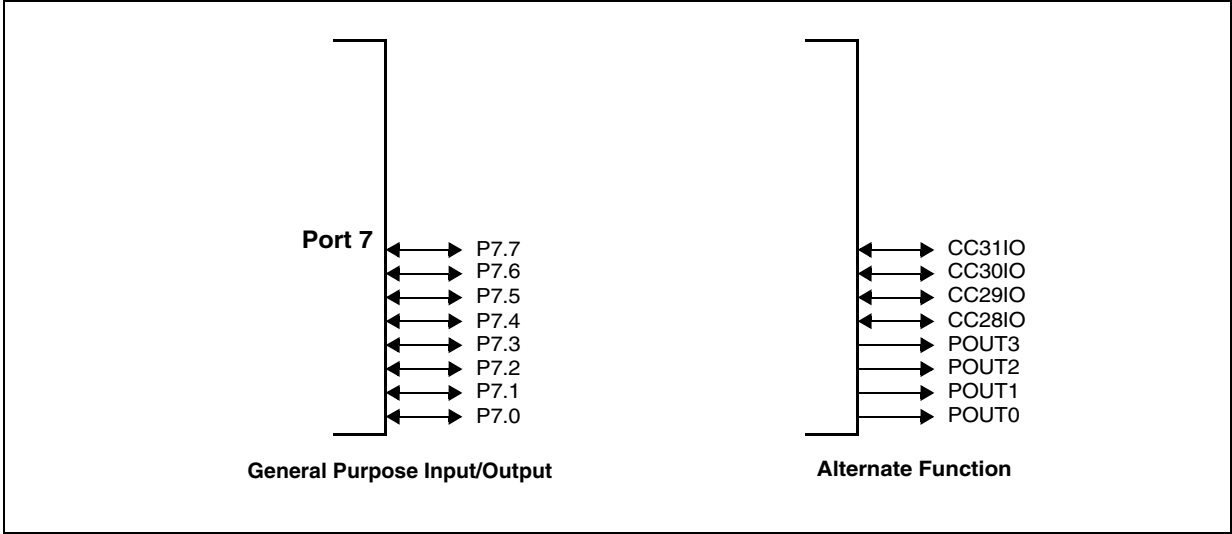 Port 7
P7.7
P7.6
P7.5
P7.4
P7.3
P7.2
P7.1
P7.0
General Purpose Input/Output
CC31IO
CC30IO
CC29IO
CC28IO
POUT3
POUT2
POUT1
POUT0
Alternate Function